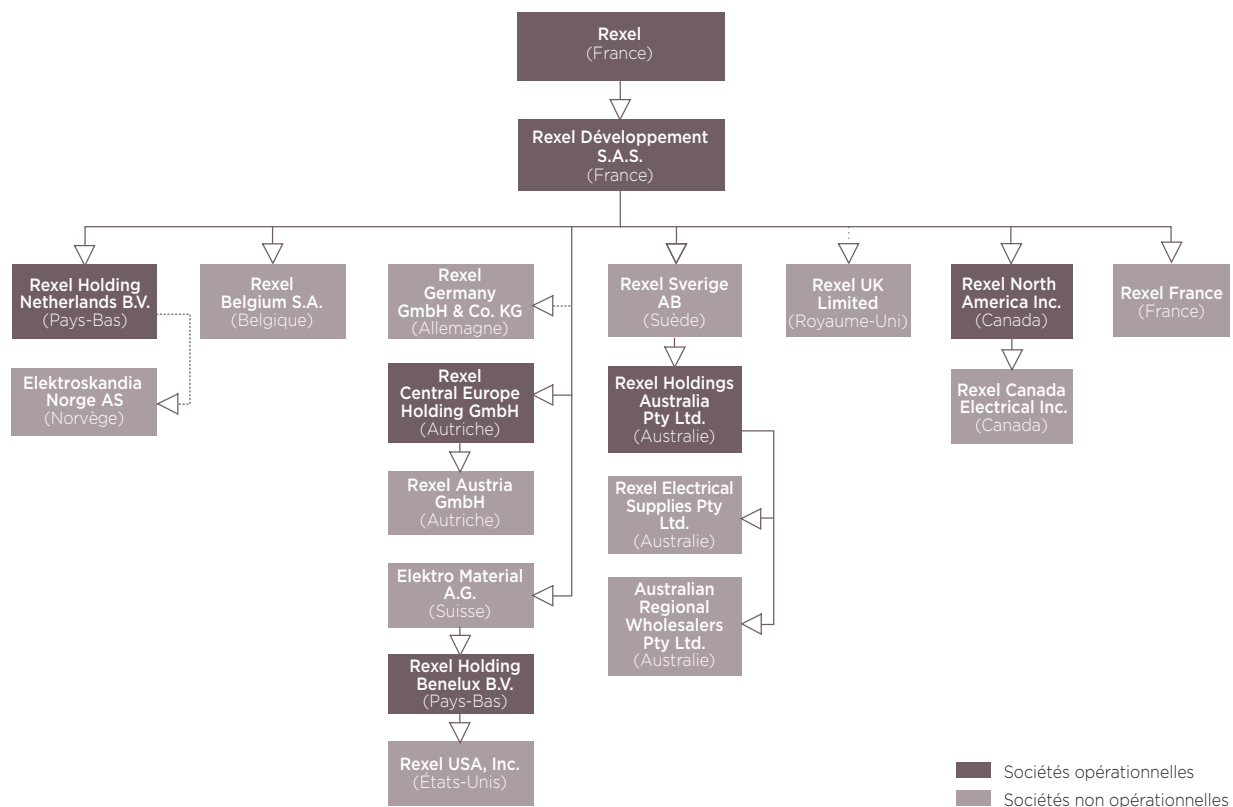 Rexel
(France)
Rexel Développement
S.A.S.
(France)
Rexel Holding
Netherlands B.V.
(Pays-Bas)
Rexel
Belgium S.A.
(Belgique)
Rexel
Germany
GmbH & Co. KG
(Allemagne)
Rexel Sverige
AB
(Suède)
Rexel UK
Limited
(Royaume-Uni)
Rexel North
America Inc.
(Canada)
Rexel France
(France)
Elektroskandia
Norge AS
(Norvège)
Rexel
Central Europe
Holding GmbH
(Autriche)
Rexel Holdings
Australia
Pty Ltd.
(Australie)
Rexel Canada
Electrical Inc.
(Canada)
Rexel Austria
GmbH
(Autriche)
Rexel Electrical
Supplies Pty
Ltd.
(Australie)
Elektro Material
A.G.
(Suisse)
Australian
Regional
Wholesalers
Pty Ltd.
(Australie)
Rexel Holding
Benelux B.V.
(Pays-Bas)
Rexel USA, Inc.
(États-Unis)
Sociétés opérationnelles
Sociétés non opérationnelles